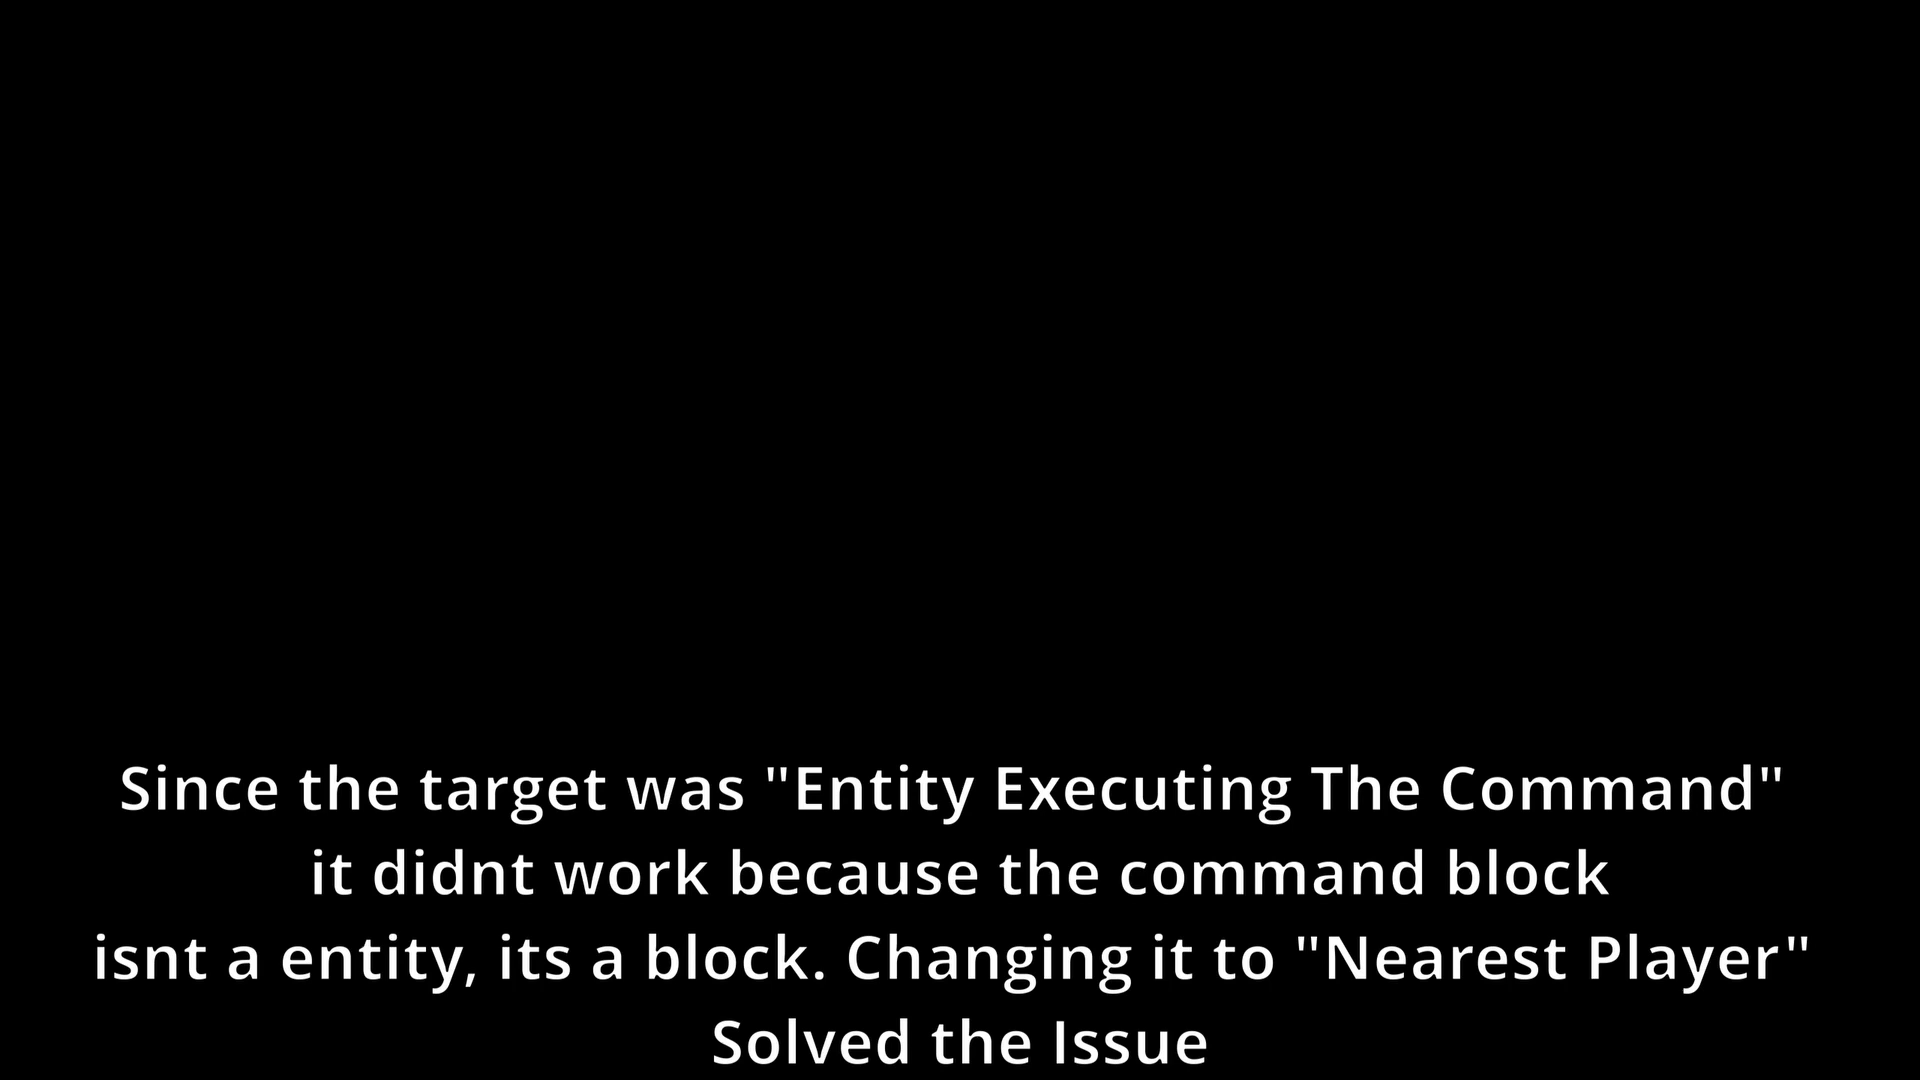 Since the target was "Entity Executing The Command"
it didnt work because the command block
isnt a entity, its a block. Changing it to "Nearest Player"
Solved the Issue